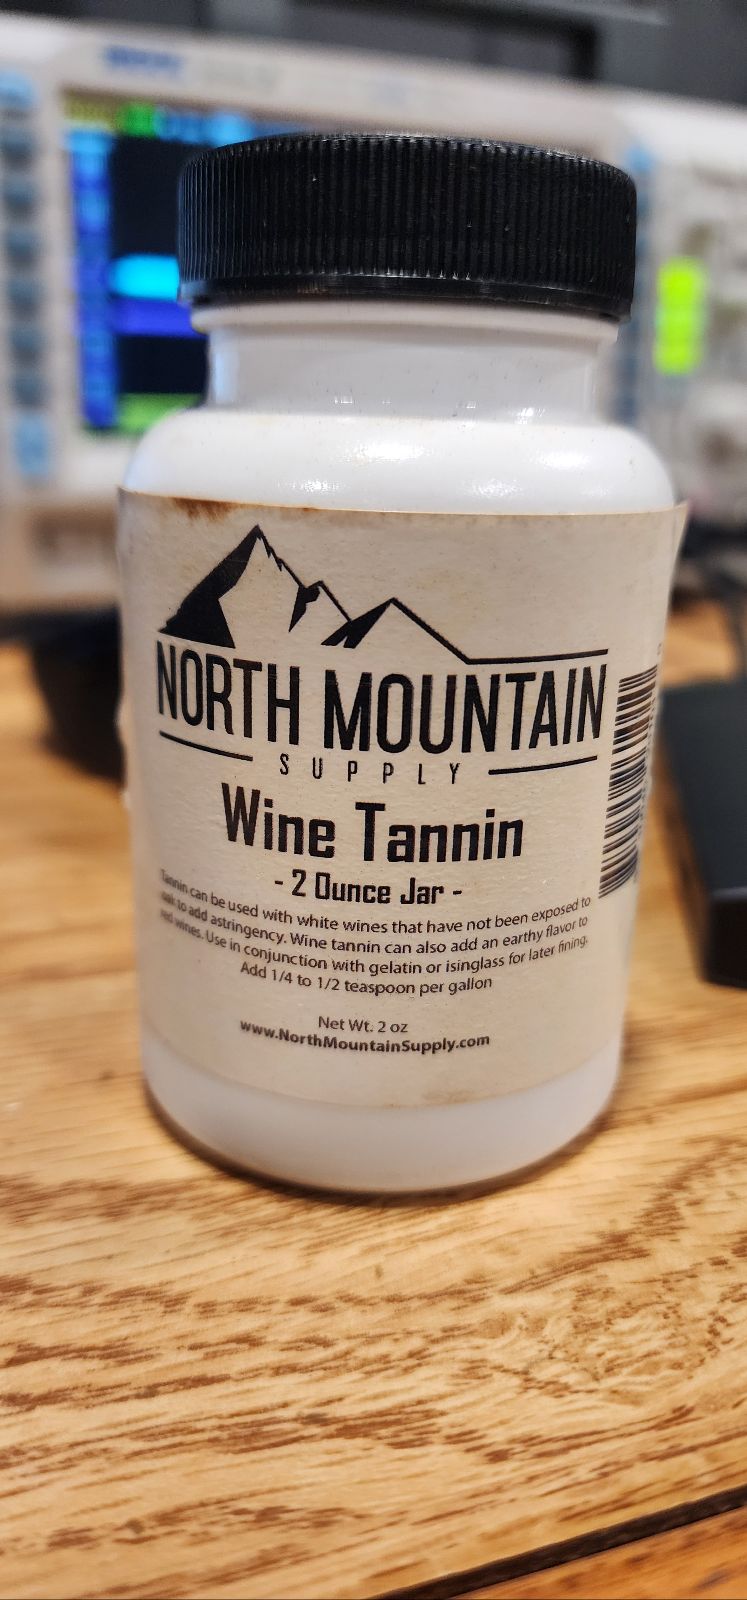 NORTH MOUNTAIN
SUPPLY
Wine Tannin
- 2 Ounce Jar -
Tannin can be used with white wines that have not been exposed to
oak to add astringency. Wine tannin can also add an earthy flavor to
red wines. Use in conjunction with gelatin or isinglass for later fining.
Add 1/4 to 1/2 teaspoon per gallon
Net Wt. 2 oz
www.NorthMountainSupply.com